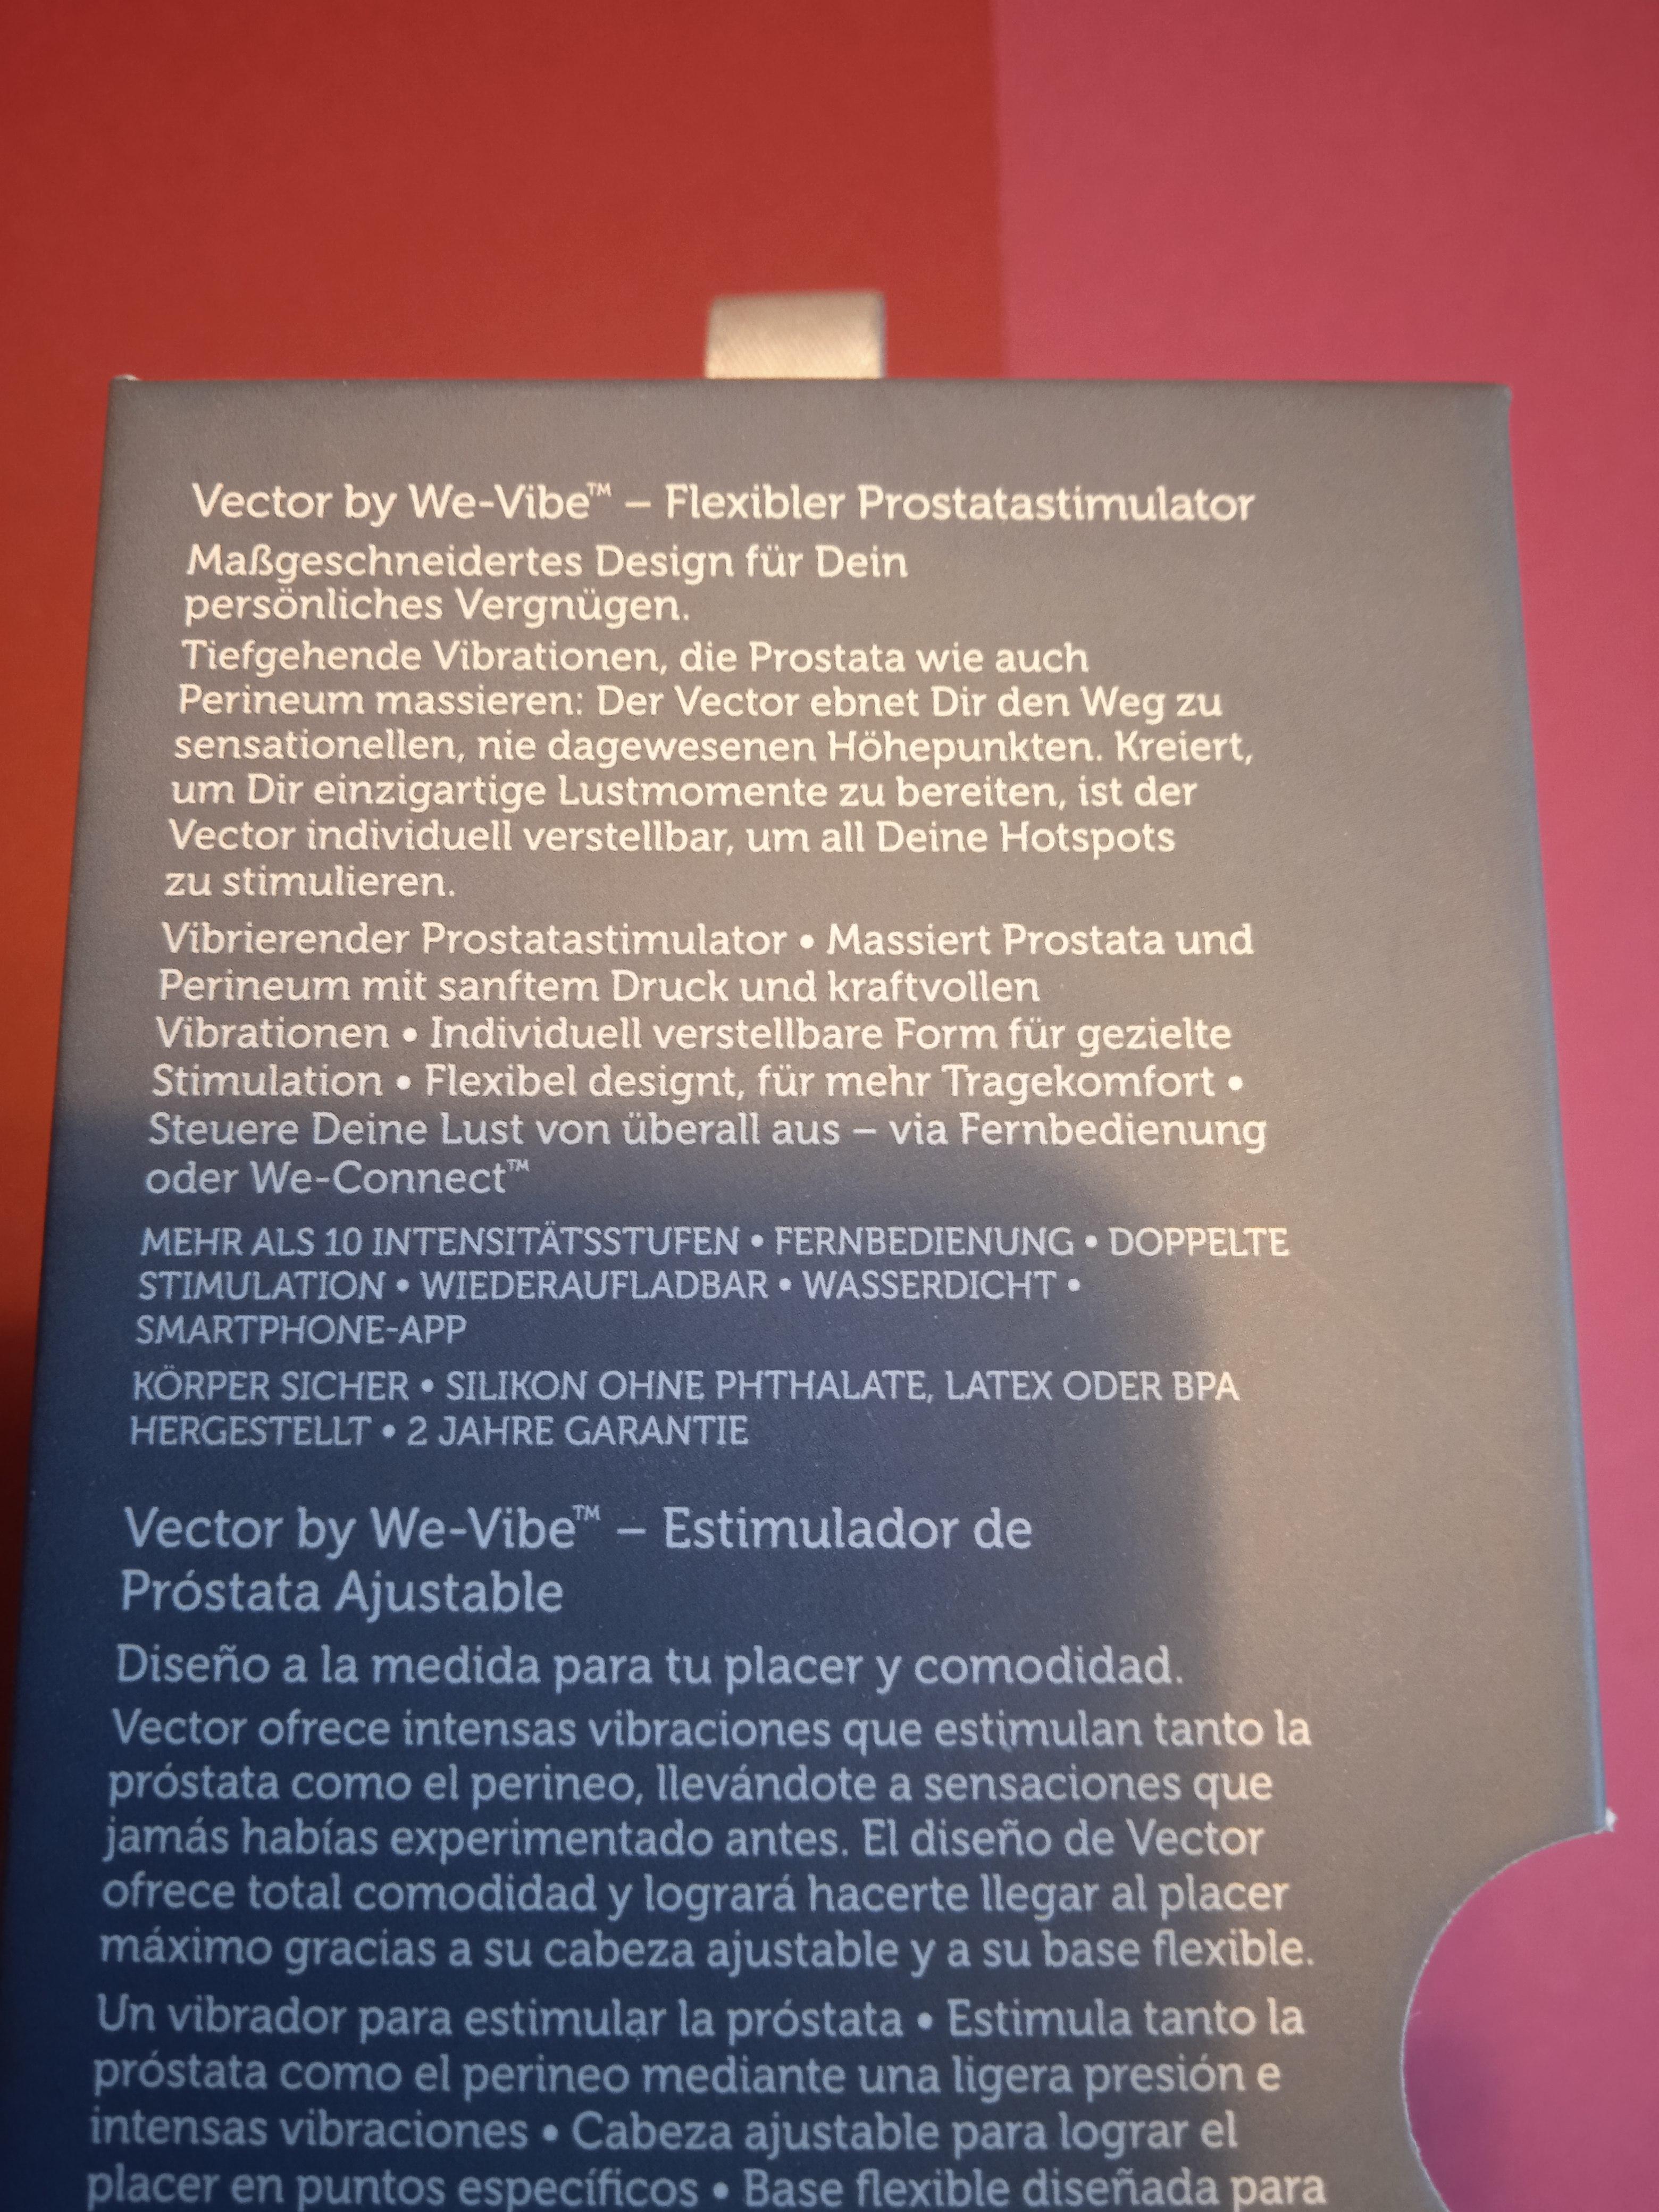 Vector by We-Vibe™ – Flexibler Prostatastimulator
Maßgeschneidertes Design für Dein
persönliches Vergnügen.
Tiefgehende Vibrationen, die Prostata wie auch
Perineum massieren: Der Vector ebnet Dir den Weg zu
sensationellen, nie dagewesenen Höhepunkten. Kreiert,
um Dir einzigartige Lustmomente zu bereiten, ist der
Vector individuell verstellbar, um all Deine Hotspots
zu stimulieren.
Vibrierender Prostatastimulator • Massiert Prostata und
Perineum mit sanftem Druck und kraftvollen
Vibrationen • Individuell verstellbare Form für gezielte
Stimulation • Flexibel designt, für mehr Tragekomfort •
Steuere Deine Lust von überall aus – via Fernbedienung
oder We-Connect™
MEHR ALS 10 INTENSITÄTSSTUFEN • FERNBEDIENUNG • DOPPELTE
STIMULATION • WIEDERAUFLADBAR • WASSERDICHT •
SMARTPHONE-APP
KÖRPER SICHER • SILIKON OHNE PHTHALATE, LATEX ODER BPA
HERGESTELLT • 2 JAHRE GARANTIE
Vector by We-Vibe™ – Estimulador de
Próstata Ajustable
Diseño a la medida para tu placer y comodidad.
Vector ofrece intensas vibraciones que estimulan tanto la
próstata como el perineo, llevándote a sensaciones que
jamás habías experimentado antes. El diseño de Vector
ofrece total comodidad y logrará hacerte llegar al placer
máximo gracias a su cabeza ajustable y a su base flexible.
Un vibrador para estimular la próstata • Estimula tanto la
próstata como el perineo mediante una ligera presión e
intensas vibraciones • Cabeza ajustable para lograr el
placer en puntos específicos • Base flexible diseñada para